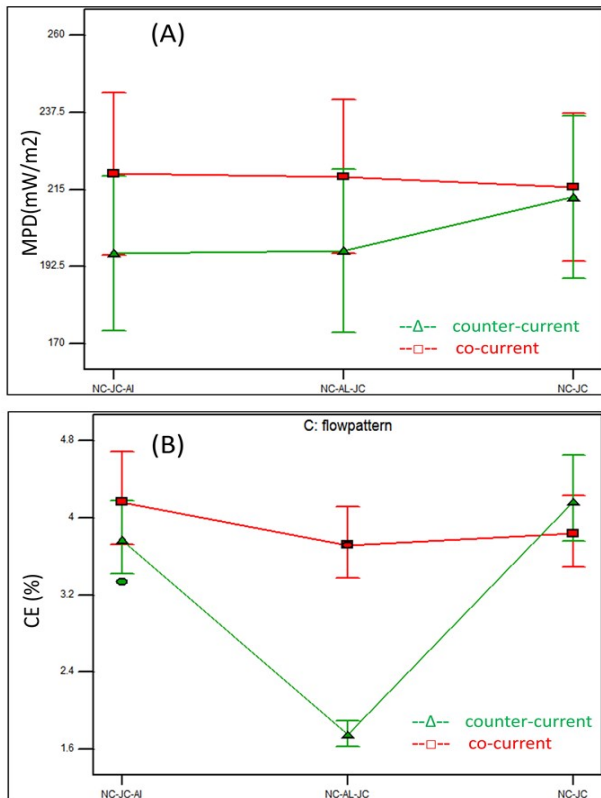 (A)
260
237.5
215
192.5
170
MPD(mW/m2)
--Δ-- counter-current
--□-- co-current
NC-JC-Al
NC-AL-JC
NC-JC
C: flowpattern
(B)
4.8
4
3.2
2.4
1.6
CE (%)
--Δ-- counter-current
--□-- co-current
NC-JC-Al
NC-AL-JC
NC-JC